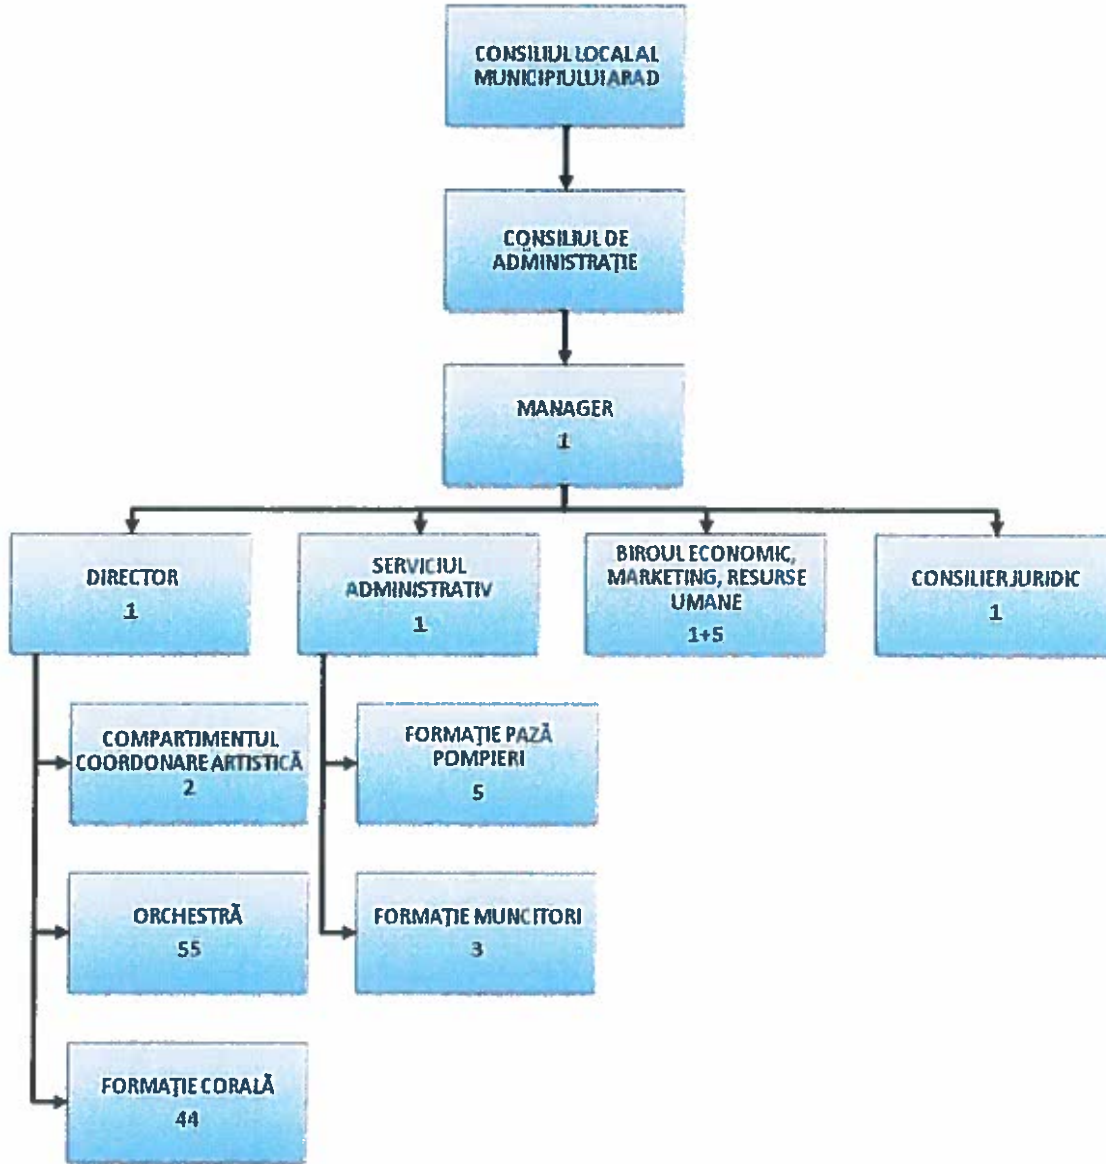 CONSILIUL LOCAL AL
MUNICIPIULUI ARAD
CONSILIUL DE
ADMINISTRAȚIE
MANAGER
1
DIRECTOR
1
SERVICIUL
ADMINISTRATIV
1
BIROUL ECONOMIC,
MARKETING, RESURSE
UMANE
1+5
CONSILIER JURIDIC
1
COMPARTIMENTUL
COORDONARE ARTISTICĂ
2
FORMAȚIE PAZĂ
POMPIERI
5
ORCHESTRĂ
55
FORMAȚIE MUNCITORI
3
FORMAȚIE CORALĂ
44